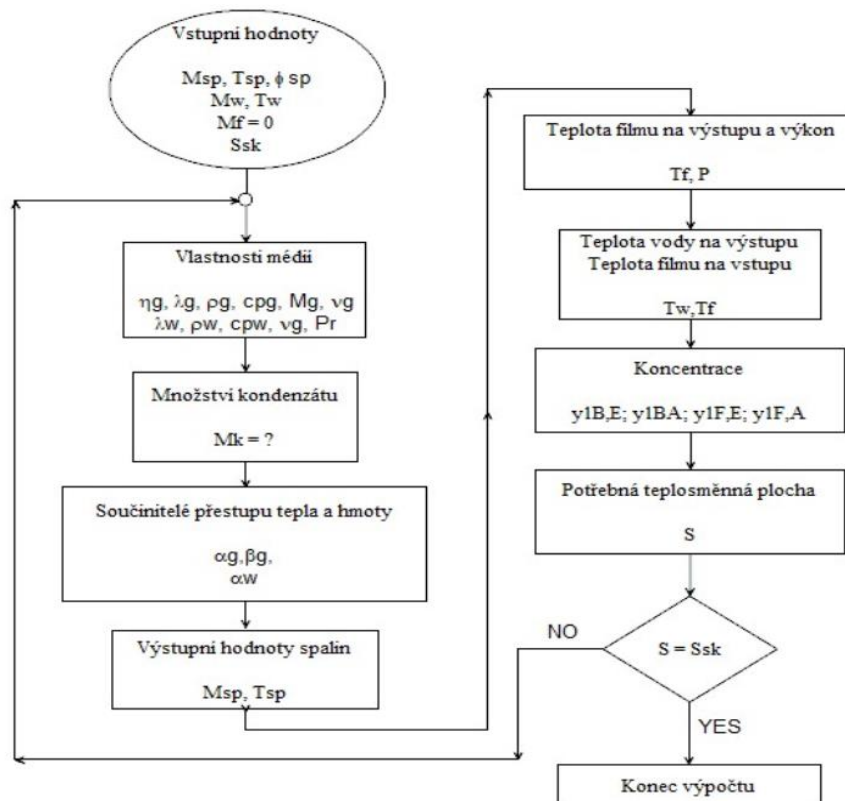 Vstupní hodnoty
Msp, Tsp, ϕ sp
Mw, Tw
Mf = 0
Ssk
Vlastnosti médií
ηg, λg, ρg, cpg, Mg, νg
λw, ρw, cpw, νg, Pr
Množství kondenzátu
Mk = ?
Součinitelé přestupu tepla a hmoty
αg,βg,
αw
Výstupní hodnoty spalin
Msp, Tsp
Teplota filmu na výstupu a výkon
Tf, P
Teplota vody na výstupu
Teplota filmu na vstupu
Tw,Tf
Koncentrace
y1B,E; y1BA; y1F,E; y1F,A
Potřebná teplosměnná plocha
S
S = Ssk
NO
YES
Konec výpočtu